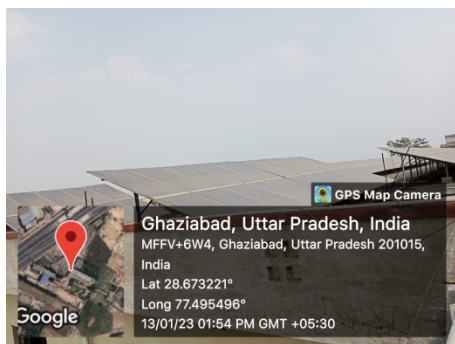 GPS Map Camera
Ghaziabad, Uttar Pradesh, India
MFFV+6W4, Ghaziabad, Uttar Pradesh 201015,
India
Lat 28.673221°
Long 77.495496°
13/01/23 01:54 PM GMT +05:30
Google